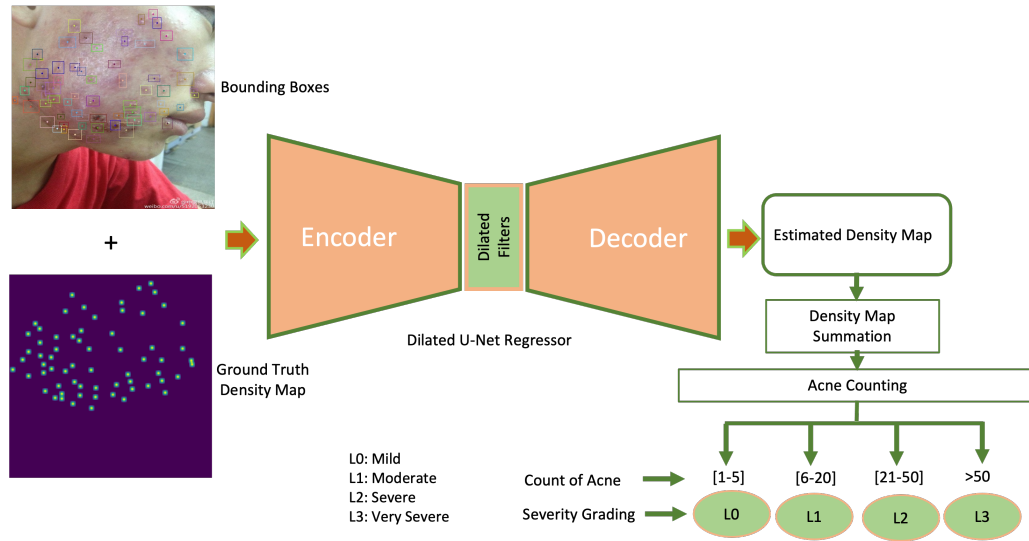 Bounding Boxes
+
Ground Truth
Density Map
Encoder
Dilated
Filters
Decoder
Dilated U-Net Regressor
Estimated Density Map
Density Map
Summation
Acne Counting
L0: Mild
L1: Moderate
L2: Severe
L3: Very Severe
Count of Acne
[1-5]
[6-20]
[21-50]
>50
Severity Grading
L0
L1
L2
L3